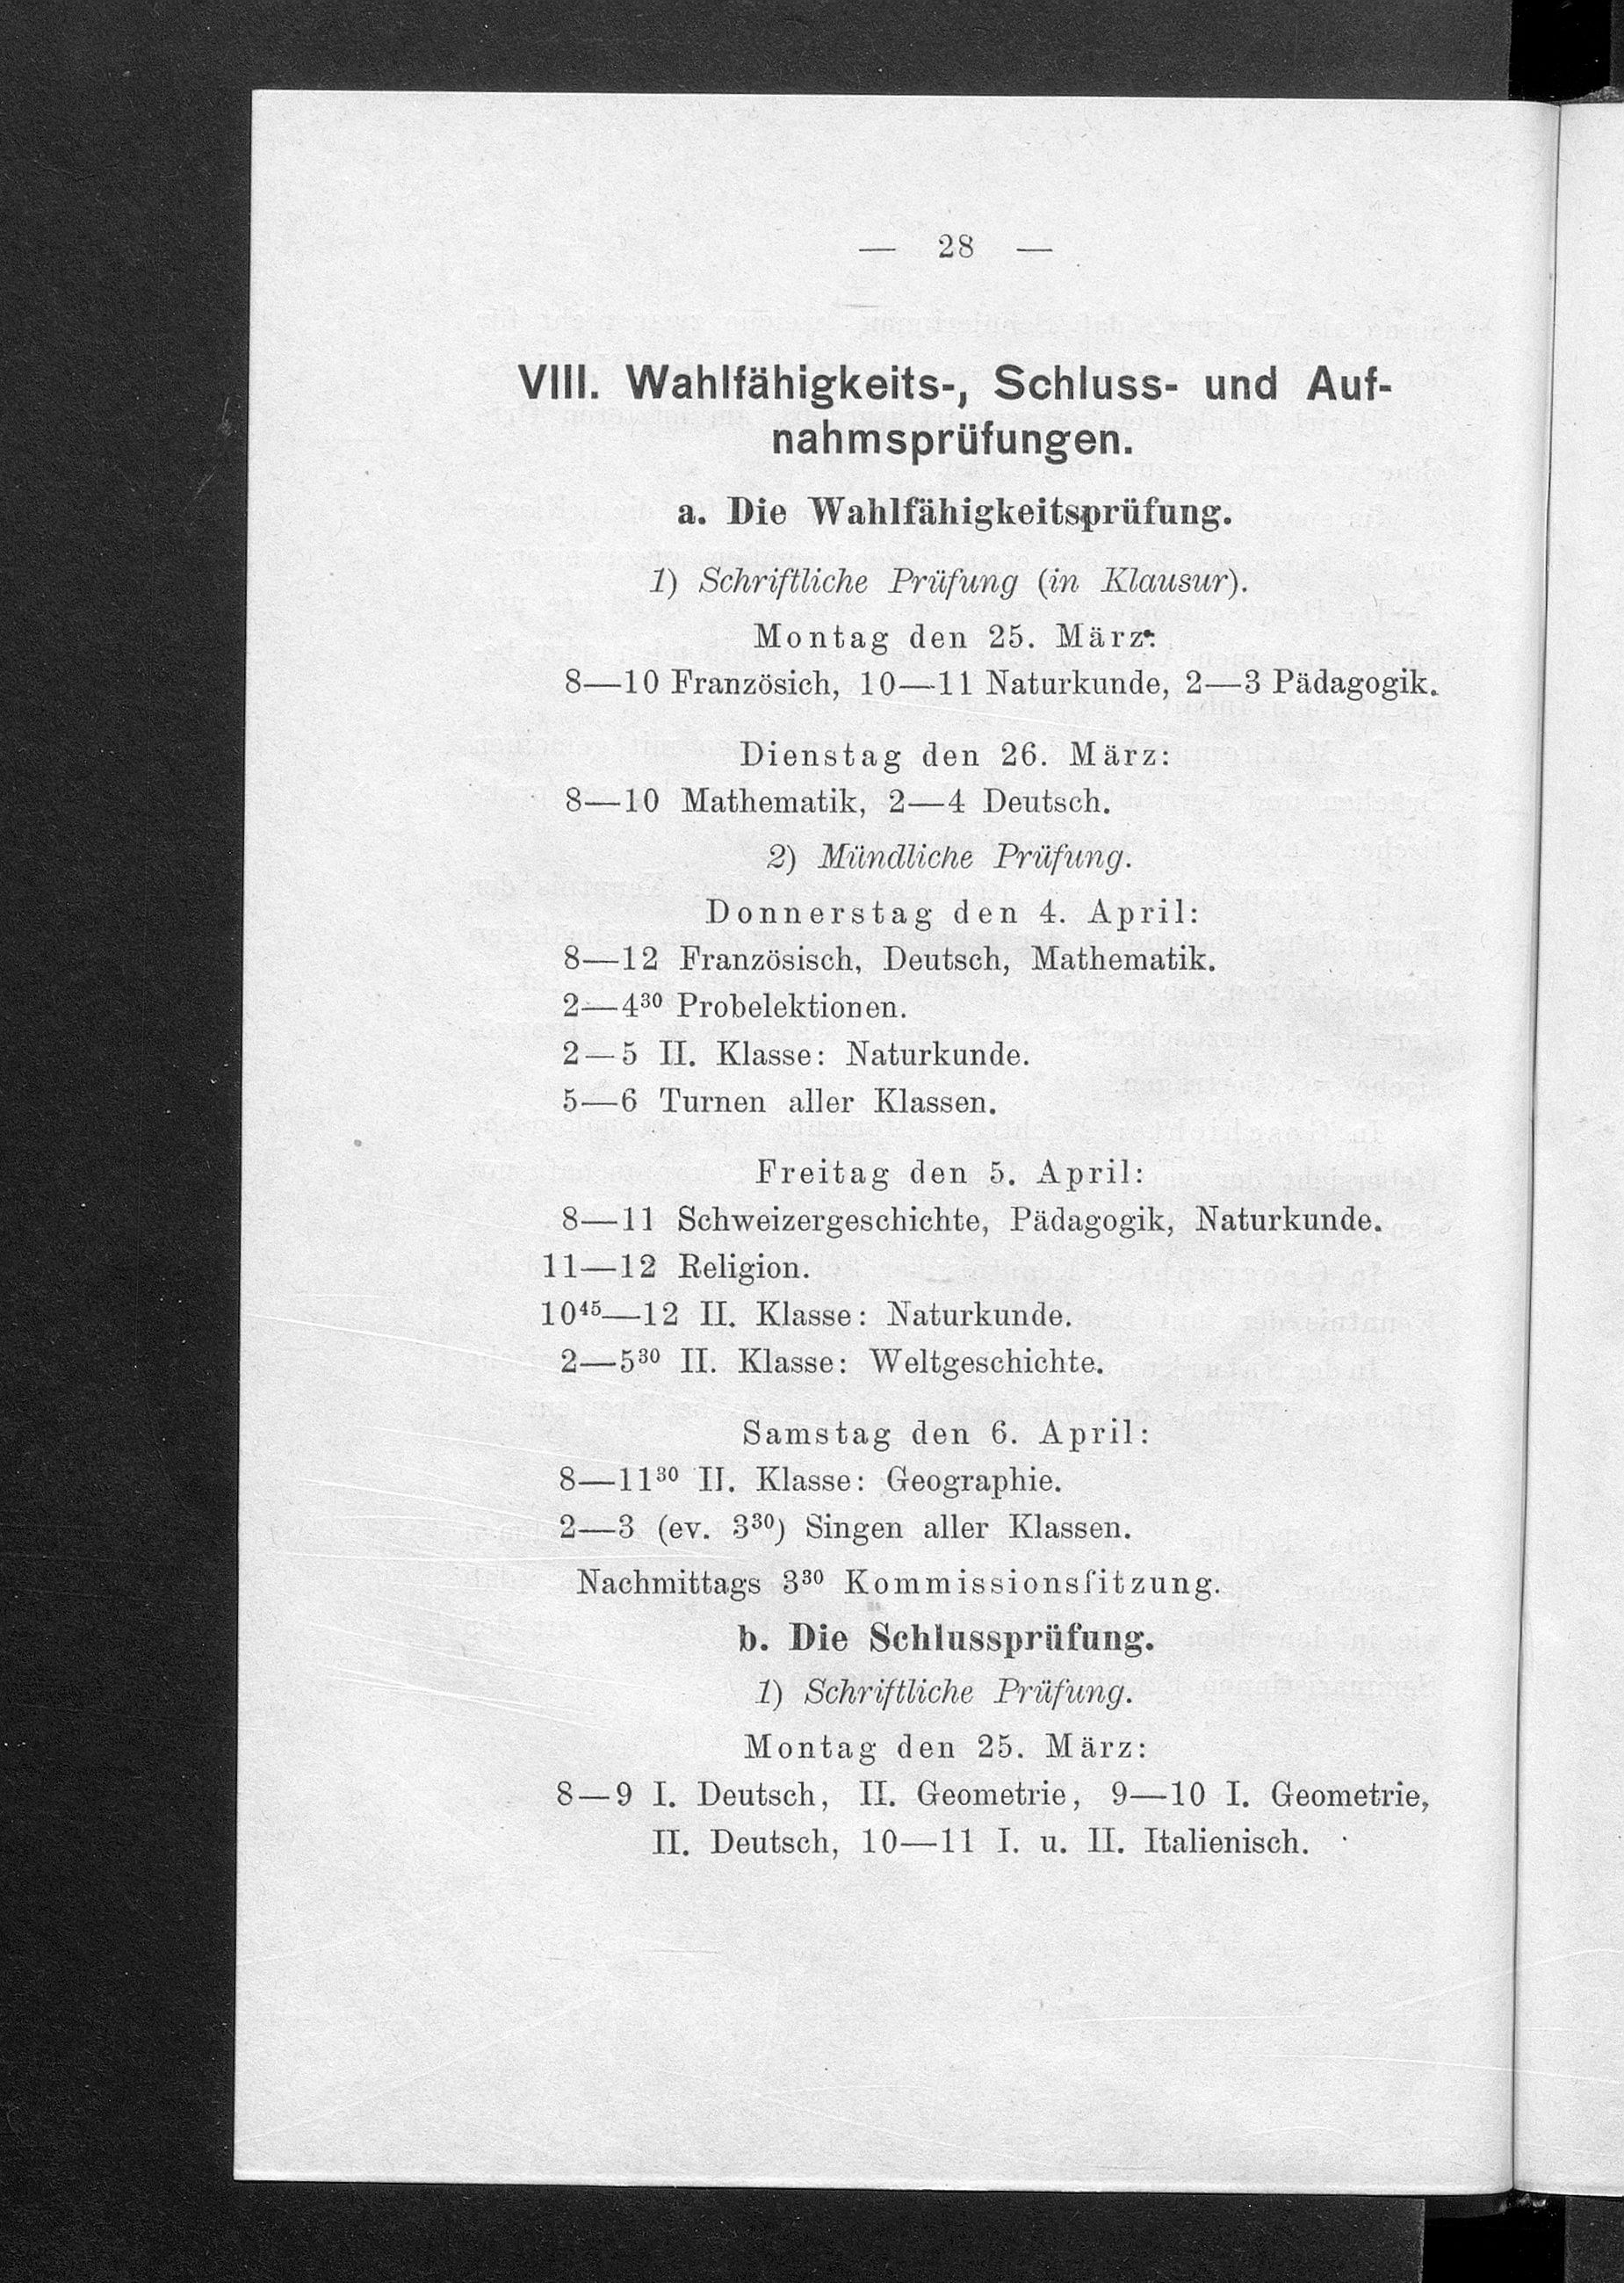 — 28 —
VIII. Wahlfähigkeits-, Schluss- und Auf-
nahmsprüfungen.
a. Die Wahlfähigkeitsprüfung.
1) Schriftliche Prüfung (in Klausur).
Montag den 25. März:
8—10 Französich, 10—11 Naturkunde, 2—3 Pädagogik.
Dienstag den 26. März:
8—10 Mathematik, 2—4 Deutsch.
2) Mündliche Prüfung.
Donnerstag den 4. April:
8—12 Französisch, Deutsch, Mathematik.
2—4³⁰ Probelektionen.
2—5 II. Klasse: Naturkunde.
5—6 Turnen aller Klassen.
Freitag den 5. April:
8—11 Schweizergeschichte, Pädagogik, Naturkunde.
11—12 Religion.
10⁴⁵—12 II. Klasse: Naturkunde.
2—5³⁰ II. Klasse: Weltgeschichte.
Samstag den 6. April:
8—11³⁰ II. Klasse: Geographie.
2—3 (ev. 3³⁰) Singen aller Klassen.
Nachmittags 3³⁰ Kommissionsſitzung.
b. Die Schlussprüfung.
1) Schriftliche Prüfung.
Montag den 25. März:
8—9 I. Deutsch, II. Geometrie, 9—10 I. Geometrie,
II. Deutsch, 10—11 I. u. II. Italienisch.